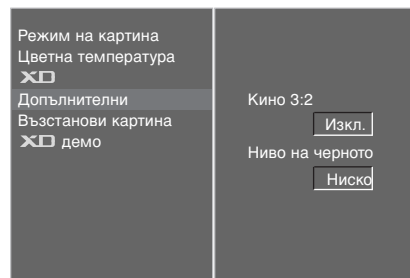 Режим на картина
Цветна температура
XD
Допълнителни
Възстанови картина
XD демо
Кино 3:2
Изкл.
Ниво на черното
Ниско